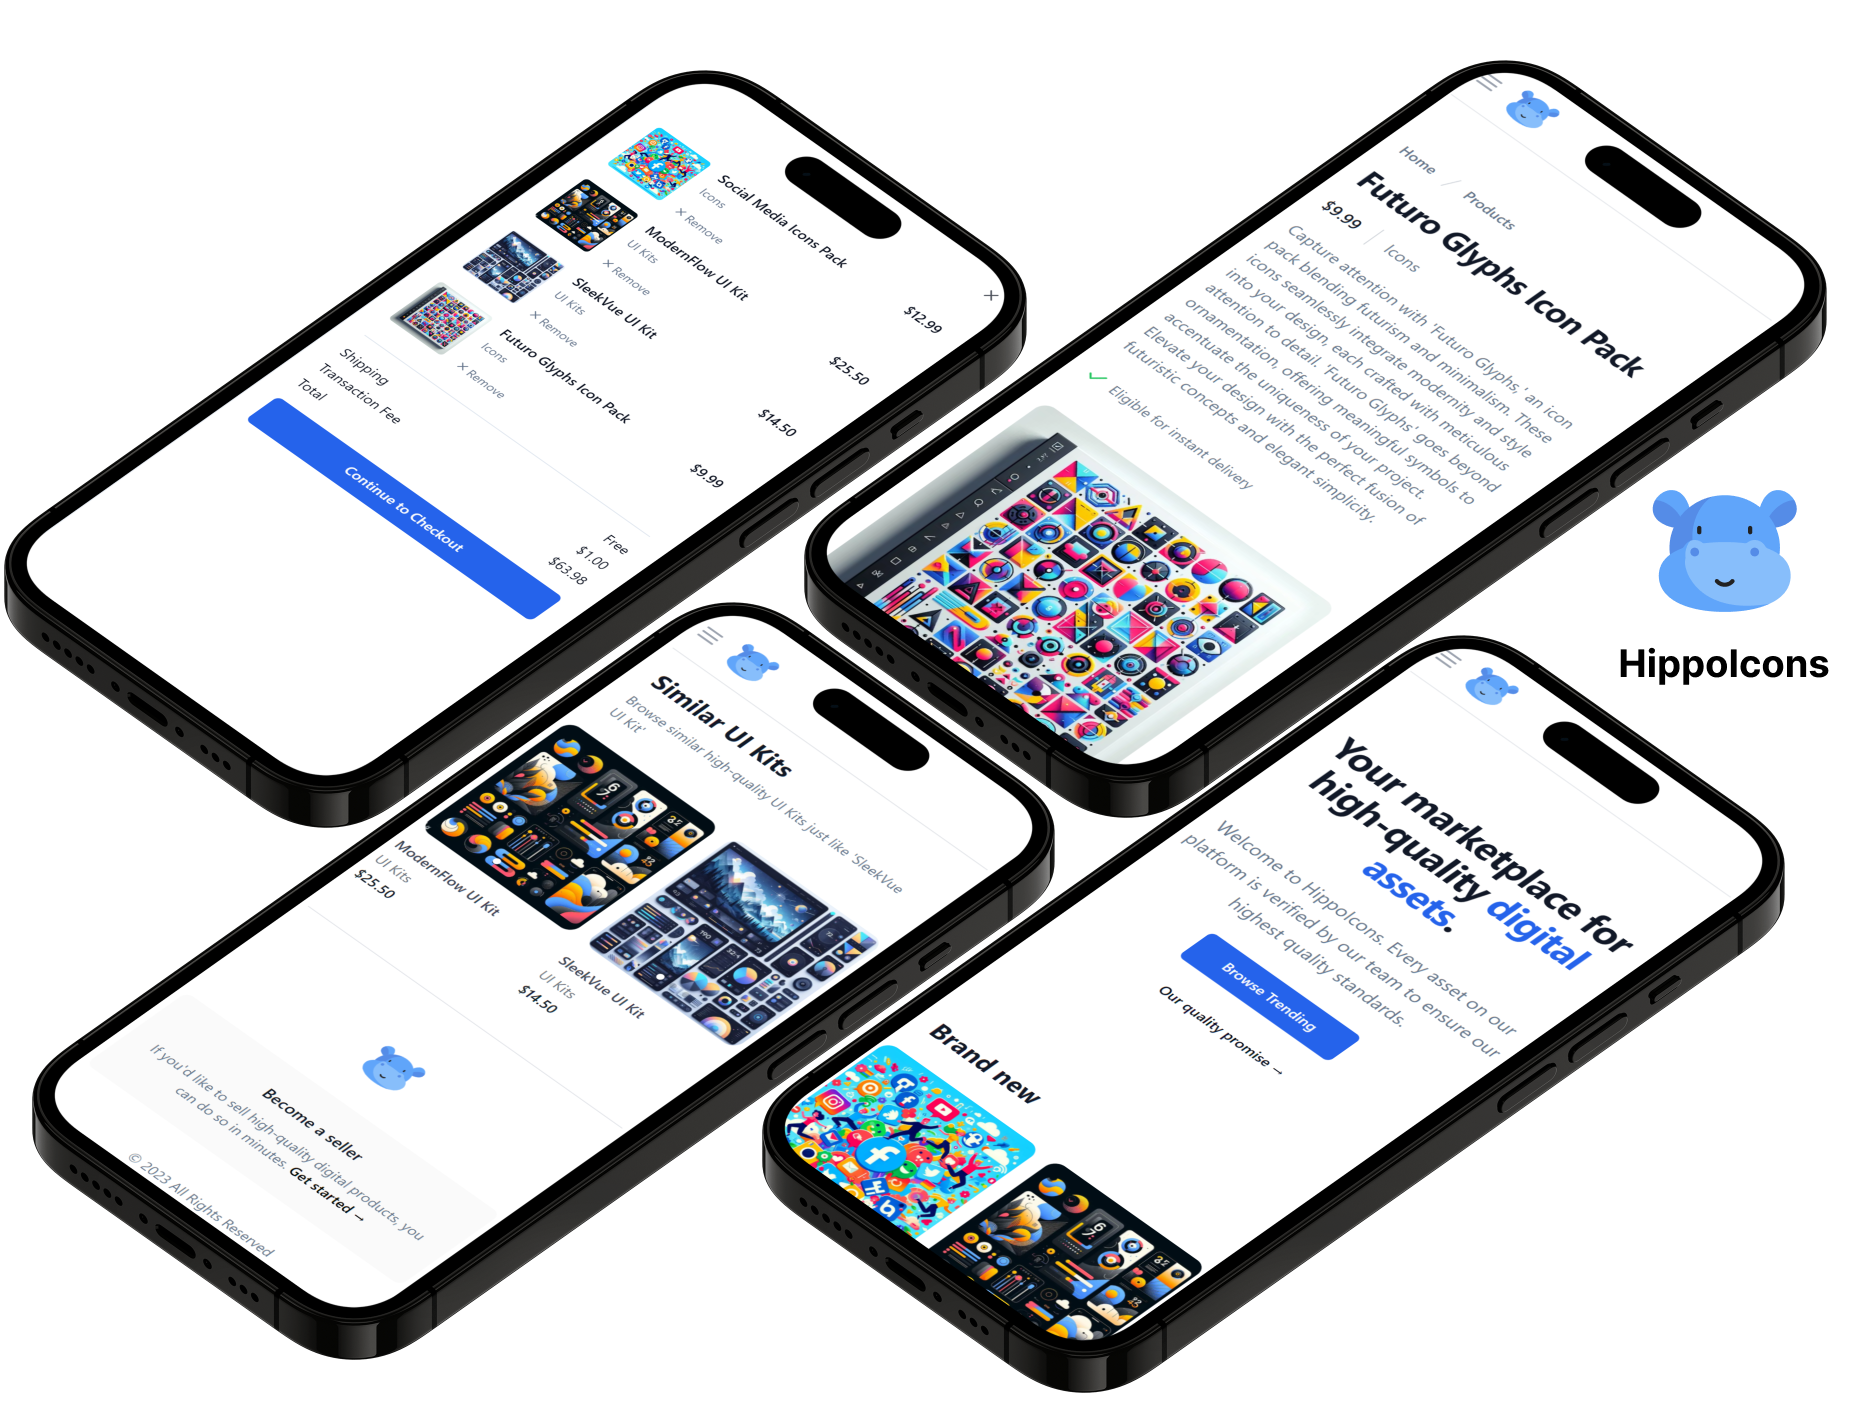 Social Media Icons Pack
$12.99
Icons
× Remove
ModernFlow UI Kit
$25.50
UI Kits
× Remove
SleekVue UI Kit
$14.50
UI Kits
× Remove
Futuro Glyphs Icon Pack
$9.99
Icons
× Remove
Shipping
Free
Transaction Fee
$1.00
Total
$63.98
Continue to Checkout
Home / Products
Futuro Glyphs Icon Pack
$9.99 / Icons
Capture attention with 'Futuro Glyphs,' an icon
pack blending futurism and minimalism. These
icons seamlessly integrate modernity and style
into your design, each crafted with meticulous
attention to detail. 'Futuro Glyphs' goes beyond
ornamentation, offering meaningful symbols to
accentuate the uniqueness of your project.
Elevate your design with the perfect fusion of
futuristic concepts and elegant simplicity.
Eligible for instant delivery
HippoIcons
Similar UI Kits
Browse similar high-quality UI Kits just like 'SleekVue
UI Kit'
ModernFlow UI Kit
UI Kits
$25.50
SleekVue UI Kit
UI Kits
$14.50
Become a seller
If you'd like to sell high-quality digital products, you
can do so in minutes. Get started →
© 2023 All Rights Reserved
Your marketplace for
high-quality digital
assets.
Welcome to HippoIcons. Every asset on our
platform is verified by our team to ensure our
highest quality standards.
Browse Trending
Our quality promise →
Brand new